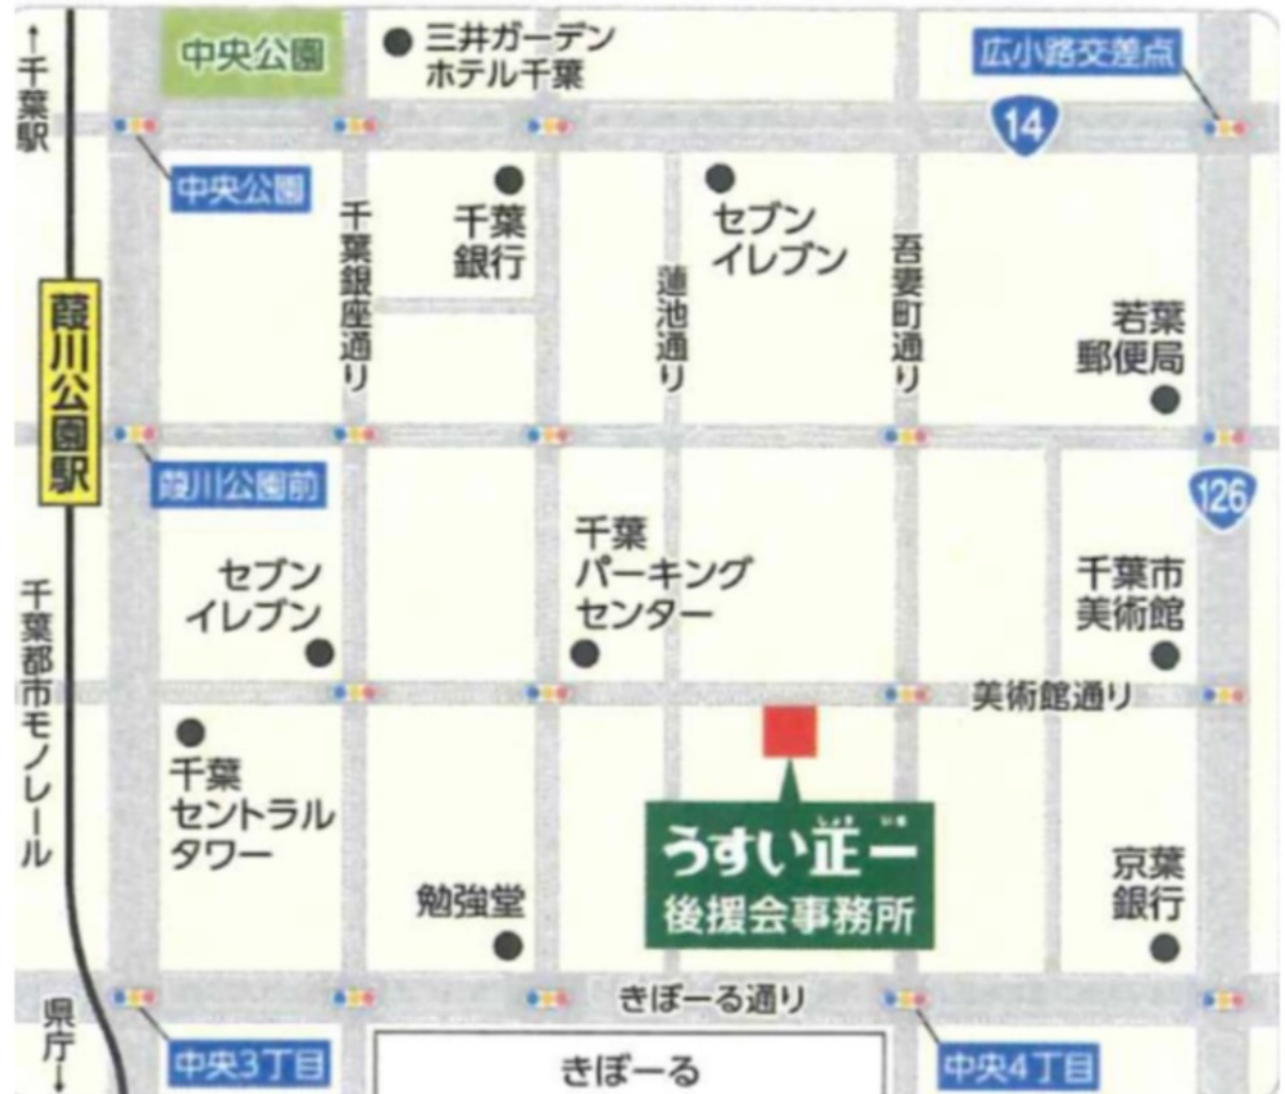 ←千葉駅
中央公園
三井ガーデン
ホテル千葉
広小路交差点
14
中央公園
千葉
銀行
セブン
イレブン
千葉銀座通り
蓮池通り
吾妻町通り
若葉
郵便局
葭川公園駅
葭川公園前
126
千葉
パーキング
センター
セブン
イレブン
千葉市
美術館
千葉都市モノレール
美術館通り
千葉
セントラル
タワー
うすい正一
後援会事務所
勉強堂
京葉
銀行
きぼーる通り
県庁→
中央3丁目
きぼーる
中央4丁目